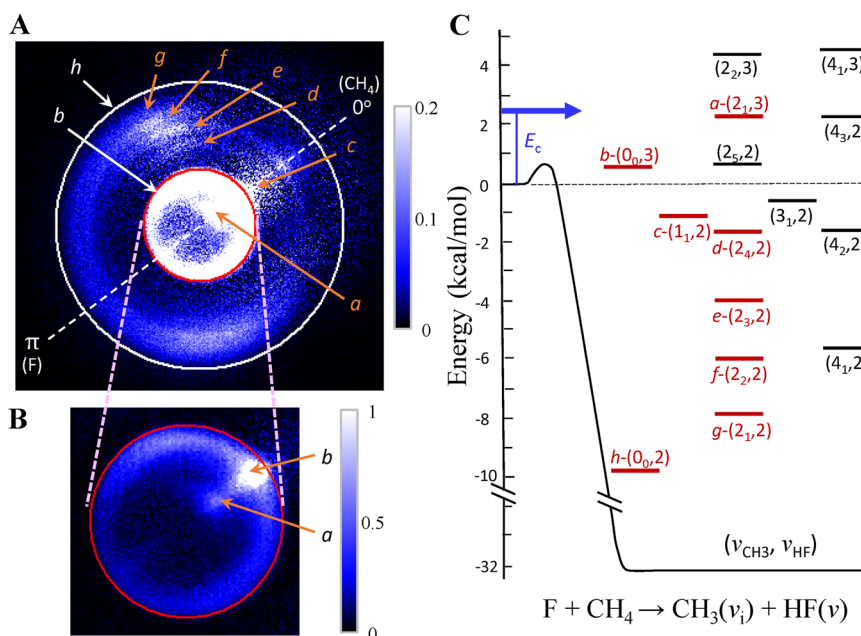 A
g
f
e
d
h
b
(CH4)
0°
c
0.2
0.1
0
a
π
(F)
B
1
b
0.5
a
0
C
Energy (kcal/mol)
4
2
0
-2
-4
-6
-8
-10
-32
Ec
(2₂,3)
(4₁,3)
a-(2₁,3)
b-(0₀,3)
(2₅,2)
(4₃,2
c-(1₁,2)
d-(2₄,2)
(3₁,2)
(4₂,2
e-(2₃,2)
f-(2₂,2)
(4₁,2
g-(2₁,2)
h-(0₀,2)
(vCH3, vHF)
F + CH₄ → CH₃(vᵢ) + HF(v)